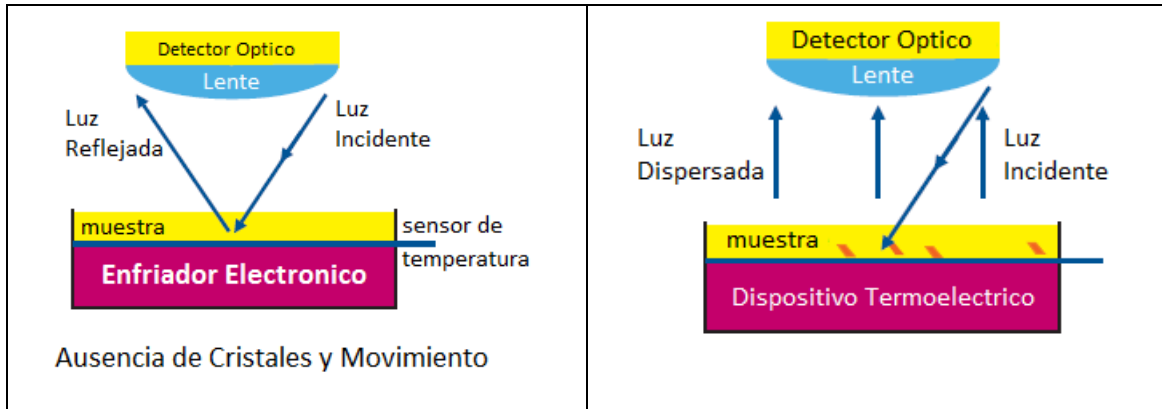 Detector Optico
Lente
Luz
Reflejada
Luz
Incidente
muestra
sensor de
temperatura
Enfriador Electronico
Ausencia de Cristales y Movimiento
Detector Optico
Lente
Luz
Dispersada
Luz
Incidente
muestra
Dispositivo Termoelectrico